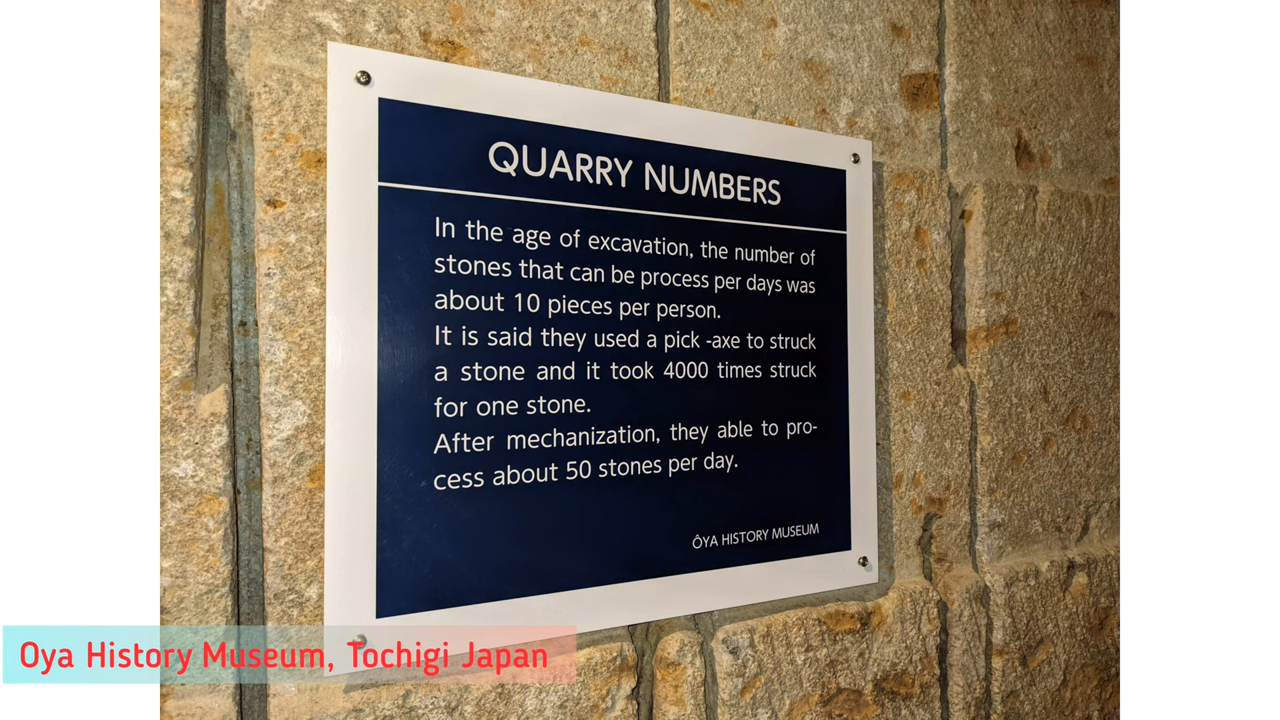 QUARRY NUMBERS
In the age of excavation, the number of
stones that can be process per days was
about 10 pieces per person.
It is said they used a pick -axe to struck
a stone and it took 4000 times struck
for one stone.
After mechanization, they able to pro-
cess about 50 stones per day.
ÔYA HISTORY MUSEUM
Oya History Museum, Tochigi Japan